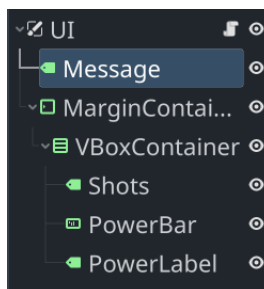 UI
Message
MarginContai...
VBoxContainer
Shots
PowerBar
PowerLabel